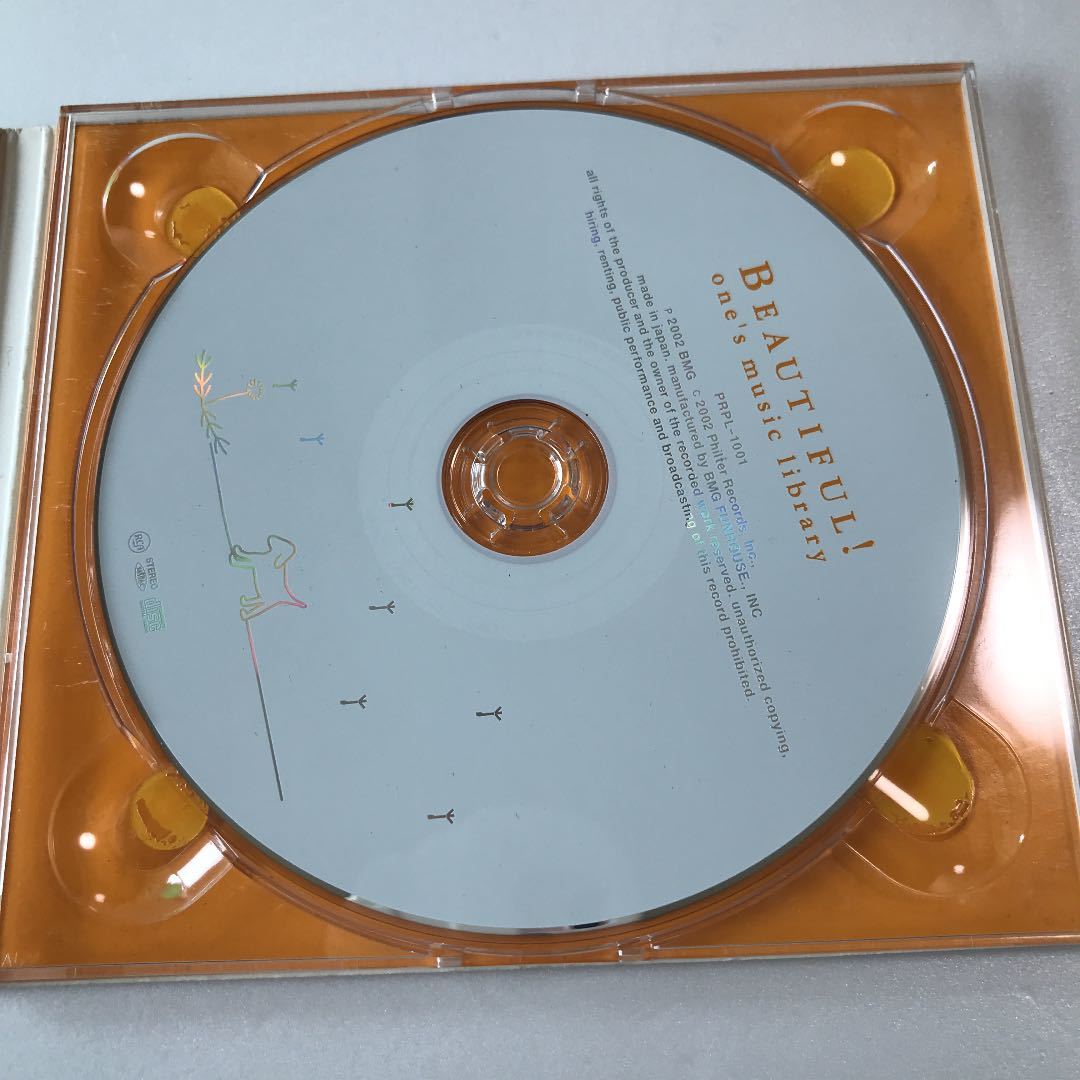 BEAUTIFUL!
one's music library
PRPL-1001
P 2002 BMG C 2002 Philter Records, Inc.,
made in japan. manufactured by BMG FUNHOUSE., INC
all rights of the producer and the owner of the recorded work reserved. unauthorized copying,
hiring, renting, public performance and broadcasting of this record prohibited.
RCA
STEREO
disc